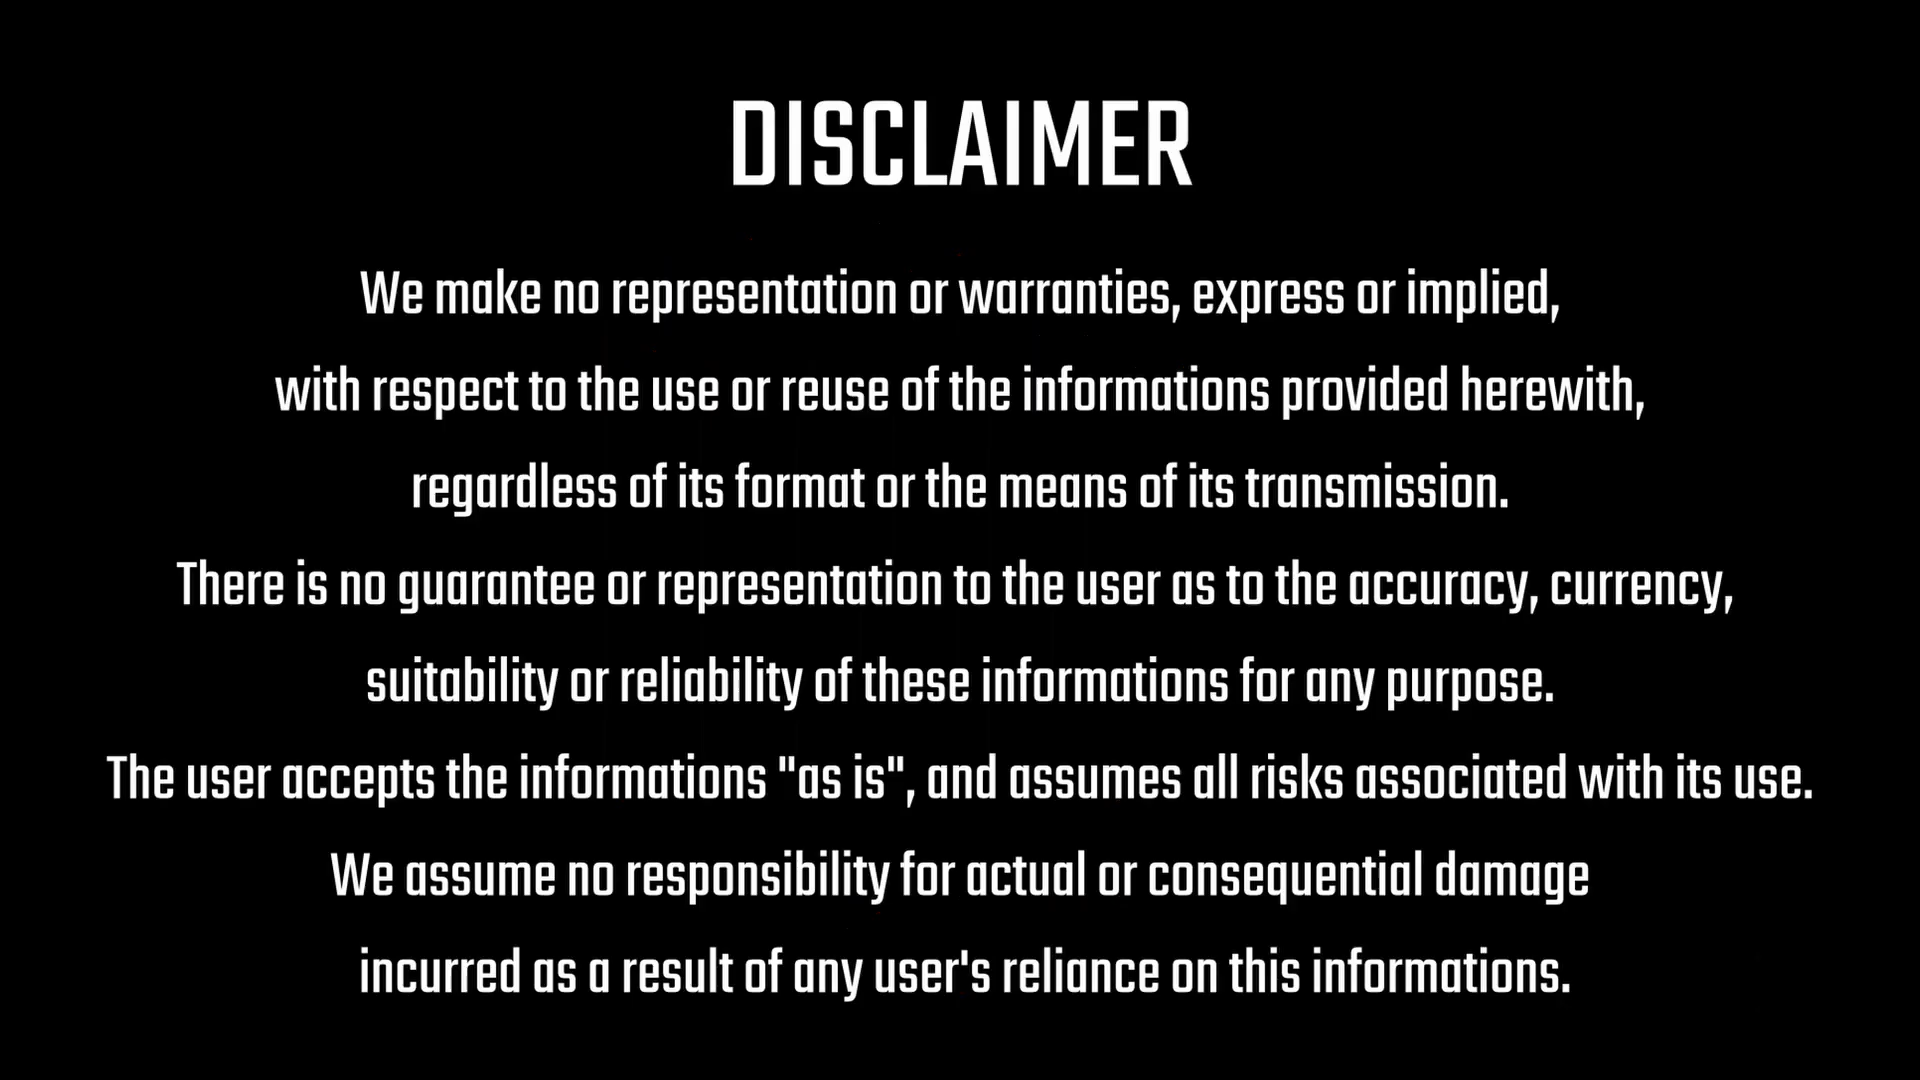 DISCLAIMER
We make no representation or warranties, express or implied,
with respect to the use or reuse of the informations provided herewith,
regardless of its format or the means of its transmission.
There is no guarantee or representation to the user as to the accuracy, currency,
suitability or reliability of these informations for any purpose.
The user accepts the informations "as is", and assumes all risks associated with its use.
We assume no responsibility for actual or consequential damage
incurred as a result of any user's reliance on this informations.